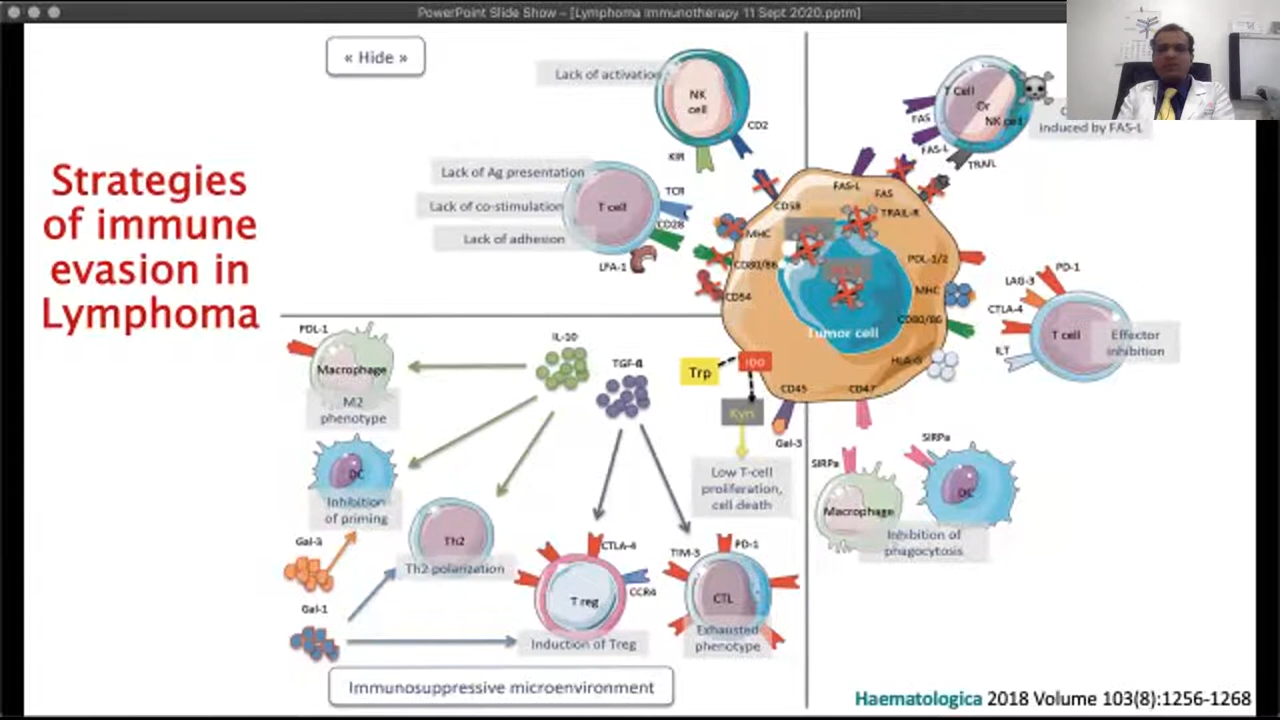 PowerPoint Slide Show – [Lymphoma Immunotherapy 11 Sept 2020.pptm]
« Hide »
Strategies
of immune
evasion in
Lymphoma
Lack of activation
NK
cell
CD2
KIR
Lack of Ag presentation
Lack of co-stimulation
Lack of adhesion
T cell
TCR
CD28
LFA-1
CD58
MHC
CD80/86
CD54
T Cell
Or
NK cell
FAS
FAS-L
TRAIL
induced by FAS-L
FAS-L
FAS
TRAIL-R
PDL-1/2
MHC
CD80/86
HLA-G
Tumor cell
PD-1
LAG-3
CTLA-4
ILT
T cell
Effector
inhibition
Trp
IDO
Kyn
CD45
CD47
Gal-3
Low T-cell
proliferation,
cell death
SIRPa
SIRPa
Macrophage
DC
Inhibition of
phagocytosis
PDL-1
Macrophage
M2
phenotype
IL-10
TGF-β
DC
Inhibition
of priming
Gal-3
Gal-1
Th2
Th2 polarization
CTLA-4
CCR4
T reg
Induction of Treg
TIM-3
PD-1
CTL
Exhausted
phenotype
Immunosuppressive microenvironment
Haematologica 2018 Volume 103(8):1256-1268